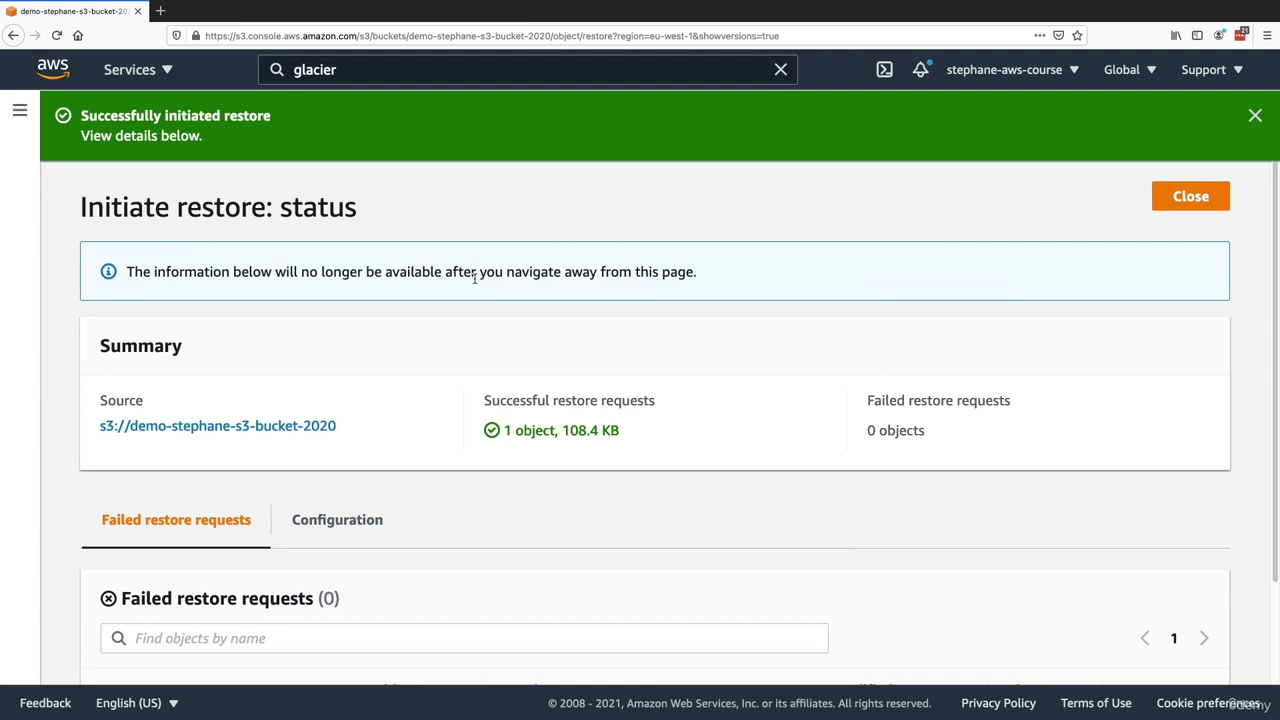 demo-stephane-s3-bucket-202
https://s3.console.aws.amazon.com/s3/buckets/demo-stephane-s3-bucket-2020/object/restore?region=eu-west-1&showversions=true
aws
Services
glacier
stephane-aws-course
Global
Support
Successfully initiated restore
View details below.
Initiate restore: status
Close
The information below will no longer be available after you navigate away from this page.
Summary
Source
Successful restore requests
Failed restore requests
s3://demo-stephane-s3-bucket-2020
1 object, 108.4 KB
0 objects
Failed restore requests
Configuration
Failed restore requests (0)
Find objects by name
1
Feedback
English (US)
© 2008 - 2021, Amazon Web Services, Inc. or its affiliates. All rights reserved.
Privacy Policy
Terms of Use
Cookie preferences